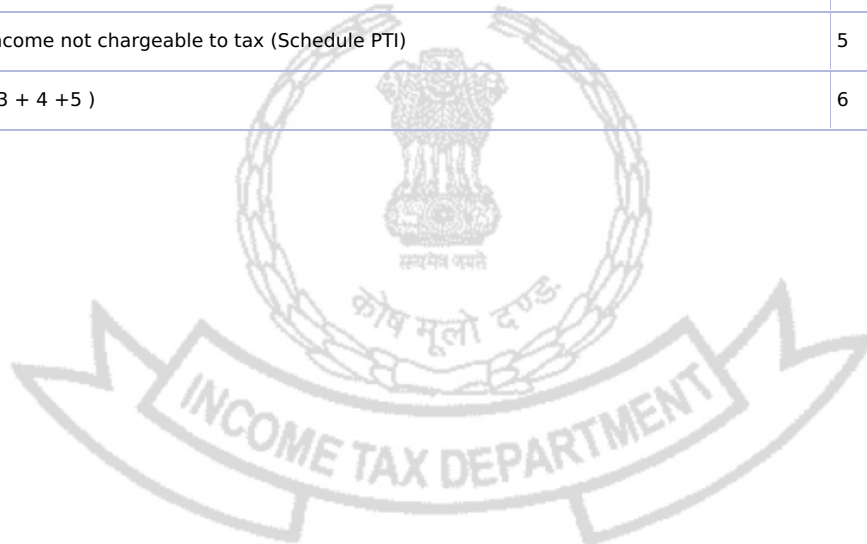 ncome not chargeable to tax (Schedule PTI) 5
3 + 4 +5 ) 6
सत्यमेव जयते
कोष मूलो दण्डः
INCOME TAX DEPARTMENT